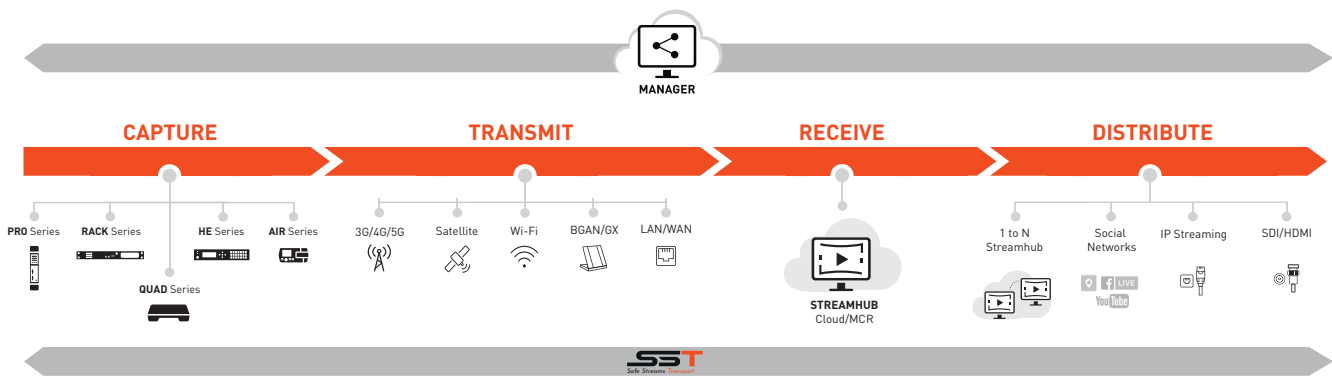 MANAGER
CAPTURE
TRANSMIT
RECEIVE
DISTRIBUTE
PRO Series
RACK Series
HE Series
AIR Series
QUAD Series
3G/4G/5G
Satellite
Wi-Fi
BGAN/GX
LAN/WAN
STREAMHUB
Cloud/MCR
1 to N
Streamhub
Social
Networks
LIVE
YouTube
IP Streaming
SDI/HDMI
SST
Safe Streams Transport